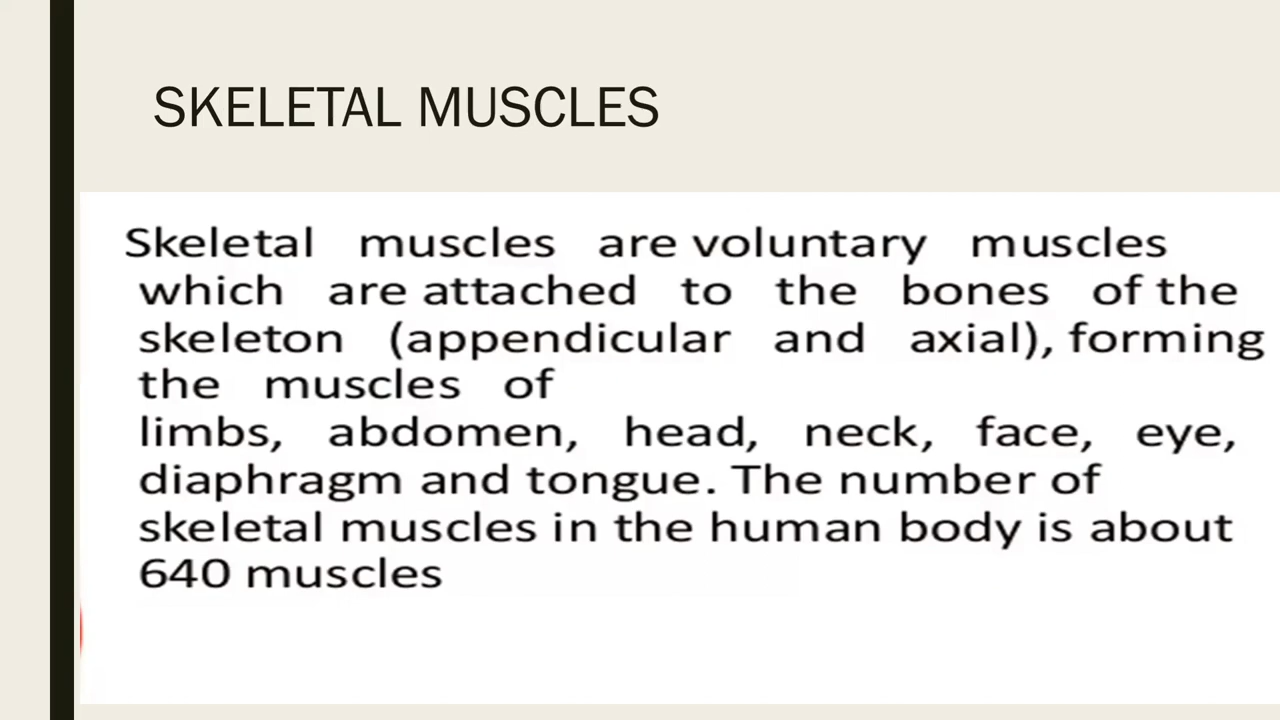 SKELETAL MUSCLES
Skeletal muscles are voluntary muscles
which are attached to the bones of the
skeleton (appendicular and axial), forming
the muscles of
limbs, abdomen, head, neck, face, eye,
diaphragm and tongue. The number of
skeletal muscles in the human body is about
640 muscles